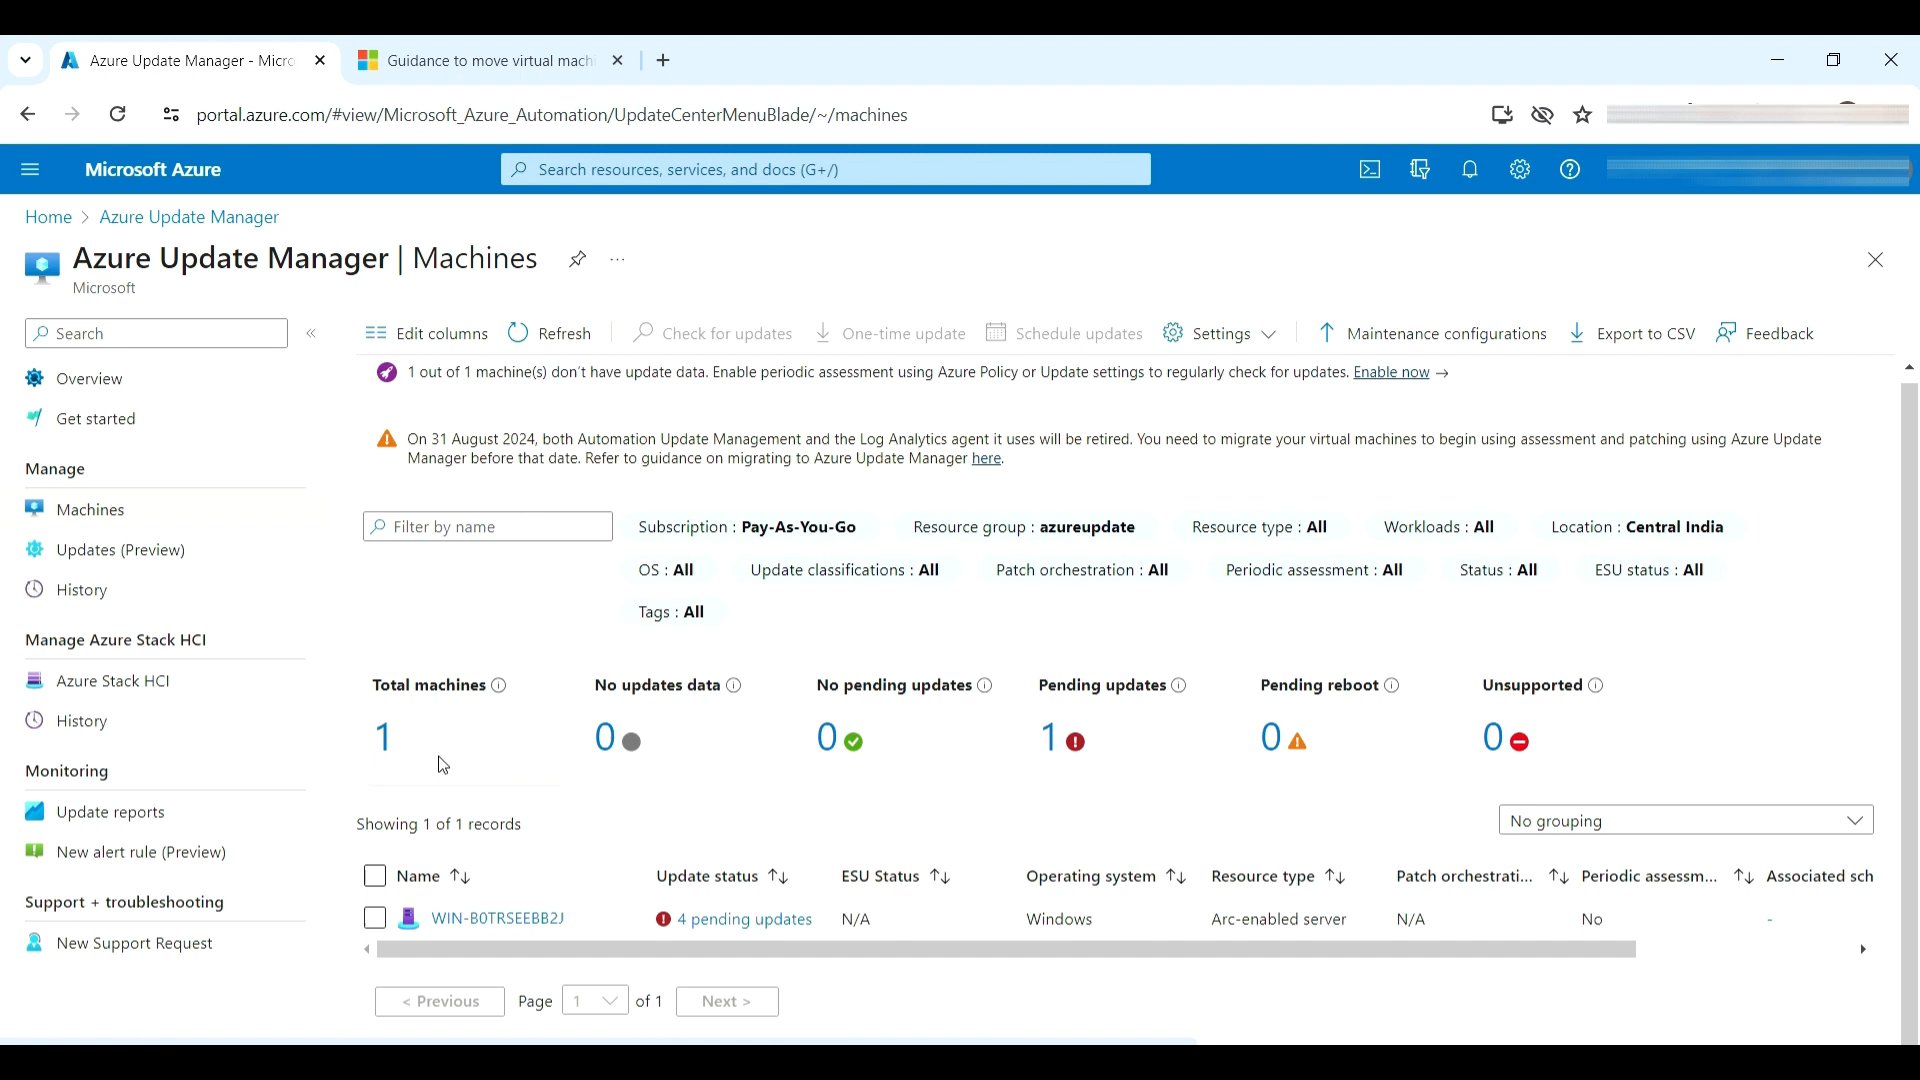 Azure Update Manager - Micro
Guidance to move virtual machi
portal.azure.com/#view/Microsoft_Azure_Automation/UpdateCenterMenuBlade/~/machines
Microsoft Azure
Search resources, services, and docs (G+/)
Home > Azure Update Manager
Azure Update Manager | Machines
...
Microsoft
Search
«
Edit columns
Refresh
Check for updates
One-time update
Schedule updates
Settings
Maintenance configurations
Export to CSV
Feedback
1 out of 1 machine(s) don't have update data. Enable periodic assessment using Azure Policy or Update settings to regularly check for updates. Enable now →
On 31 August 2024, both Automation Update Management and the Log Analytics agent it uses will be retired. You need to migrate your virtual machines to begin using assessment and patching using Azure Update
Manager before that date. Refer to guidance on migrating to Azure Update Manager here.
Overview
Get started
Manage
Machines
Updates (Preview)
History
Manage Azure Stack HCI
Azure Stack HCI
History
Monitoring
Update reports
New alert rule (Preview)
Support + troubleshooting
New Support Request
Filter by name
Subscription : Pay-As-You-Go
Resource group : azureupdate
Resource type : All
Workloads : All
Location : Central India
OS : All
Update classifications : All
Patch orchestration : All
Periodic assessment : All
Status : All
ESU status : All
Tags : All
Total machines
1
No updates data
0
No pending updates
0
Pending updates
1
Pending reboot
0
Unsupported
0
Showing 1 of 1 records
No grouping
Name ↑↓ Update status ↑↓ ESU Status ↑↓ Operating system ↑↓ Resource type ↑↓ Patch orchestrati... ↑↓ Periodic assessm... ↑↓ Associated sch
WIN-B0TRSEEBB2J 4 pending updates N/A Windows Arc-enabled server N/A No -
< Previous Page 1 of 1 Next >